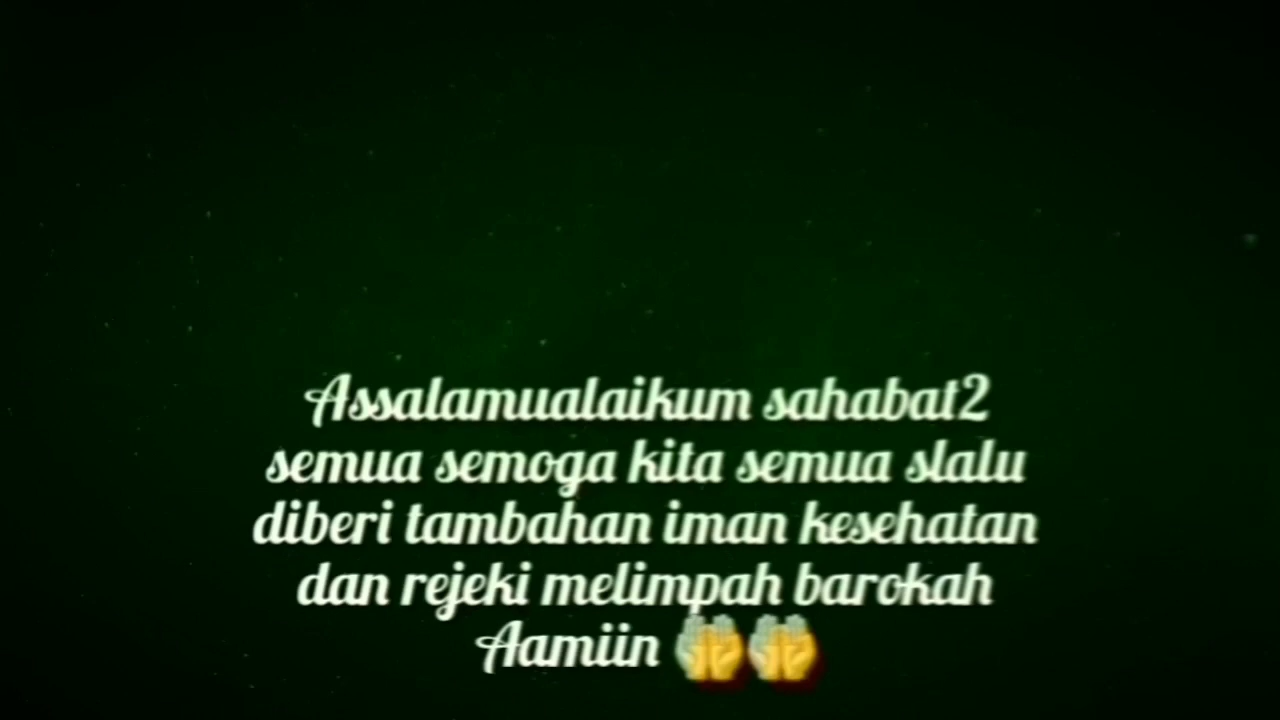 Assalamualaikum sahabat2
semua semoga kita semua slalu
diberi tambahan iman kesehatan
dan rejeki melimpah barokah
Aamiin 🤲🤲